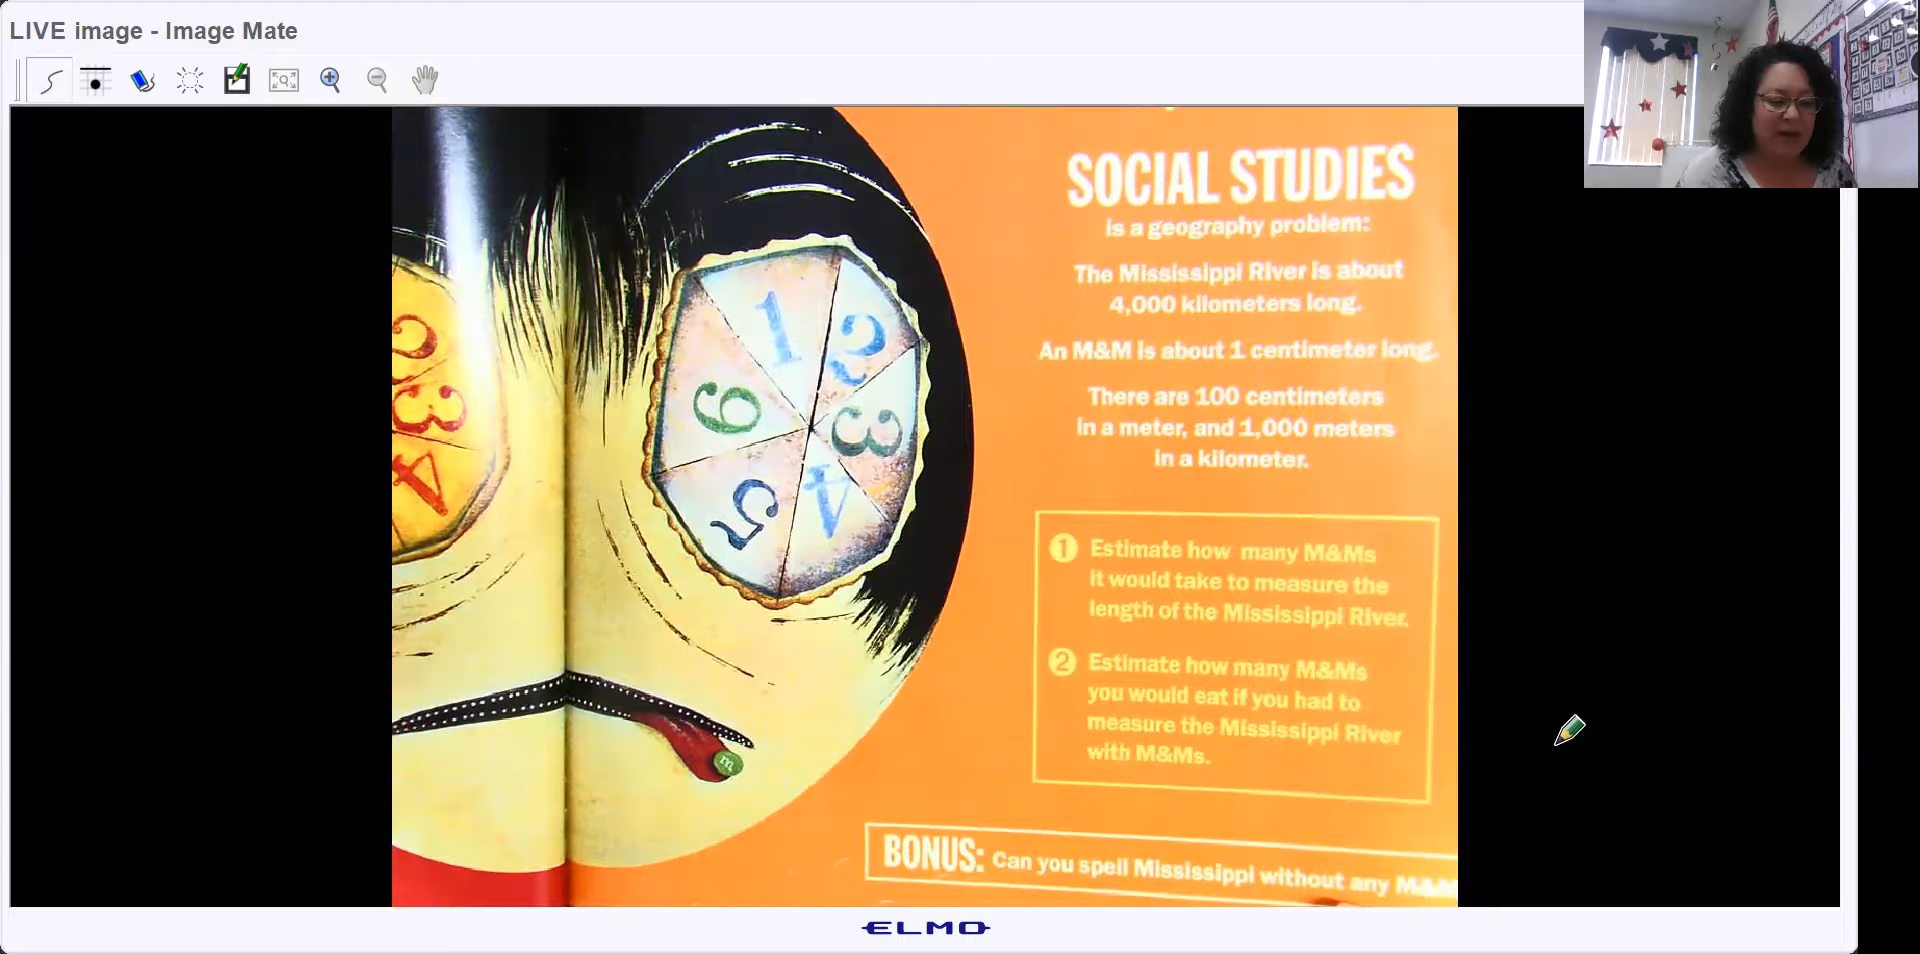 LIVE image - Image Mate
SOCIAL STUDIES
is a geography problem:
The Mississippi River is about
4,000 kilometers long.
An M&M is about 1 centimeter long.
There are 100 centimeters
in a meter, and 1,000 meters
in a kilometer.
1 Estimate how many M&Ms
it would take to measure the
length of the Mississippi River.
2 Estimate how many M&Ms
you would eat if you had to
measure the Mississippi River
with M&Ms.
BONUS: Can you spell Mississippi without any M&M
1
2
3
4
5
6
2
3
4
m
ELMO